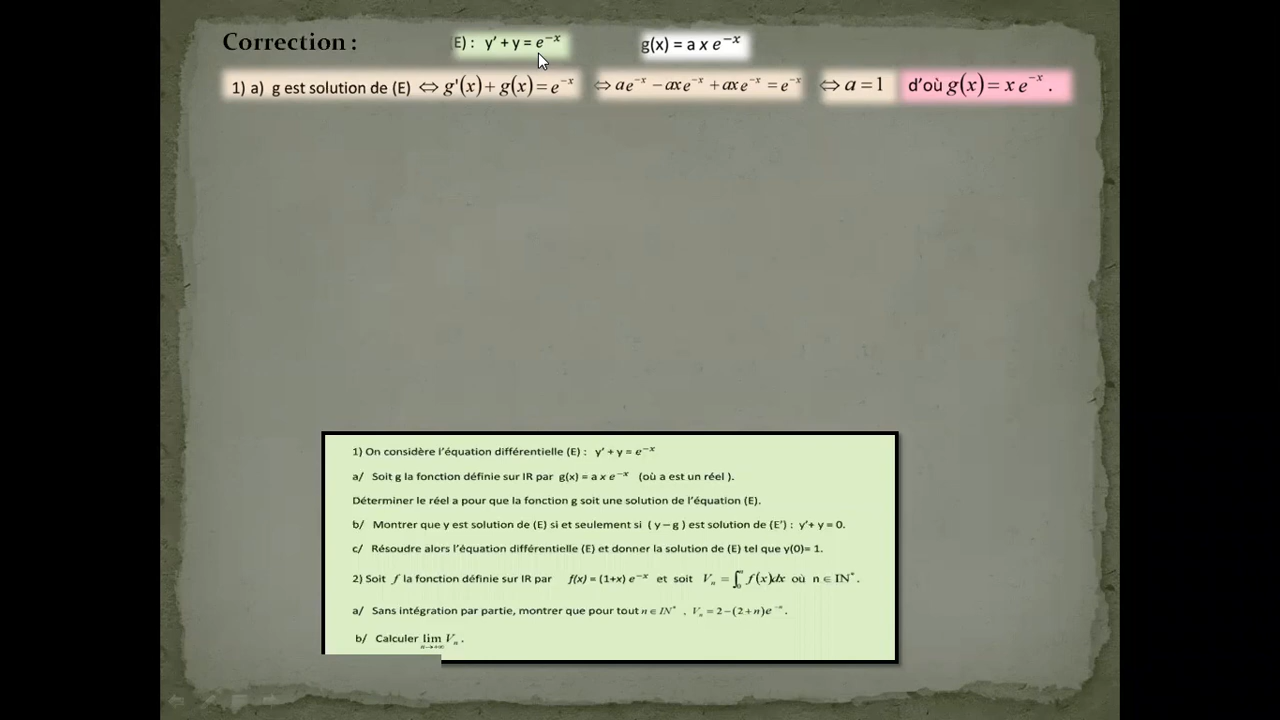 Correction : E) : y' + y = e^{-x} g(x) = a x e^{-x}
1) a) g est solution de (E) ⇔ g'(x) + g(x) = e^{-x} ⇔ ae^{-x} − axe^{-x} + axe^{-x} = e^{-x} ⇔ a = 1 d'où g(x) = x e^{-x} .
1) On considère l'équation différentielle (E) : y' + y = e^{-x}
a/ Soit g la fonction définie sur IR par g(x) = a x e^{-x} (où a est un réel ).
Déterminer le réel a pour que la fonction g soit une solution de l'équation (E).
b/ Montrer que y est solution de (E) si et seulement si ( y – g ) est solution de (E') : y'+ y = 0.
c/ Résoudre alors l'équation différentielle (E) et donner la solution de (E) tel que y(0)= 1.
2) Soit f la fonction définie sur IR par f(x) = (1+x) e^{-x} et soit V_n = ∫_0^n f(x)dx où n ∈ IN* .
a/ Sans intégration par partie, montrer que pour tout n ∈ IN* , V_n = 2 − (2 + n)e^{-n} .
b/ Calculer lim_{n→+∞} V_n .